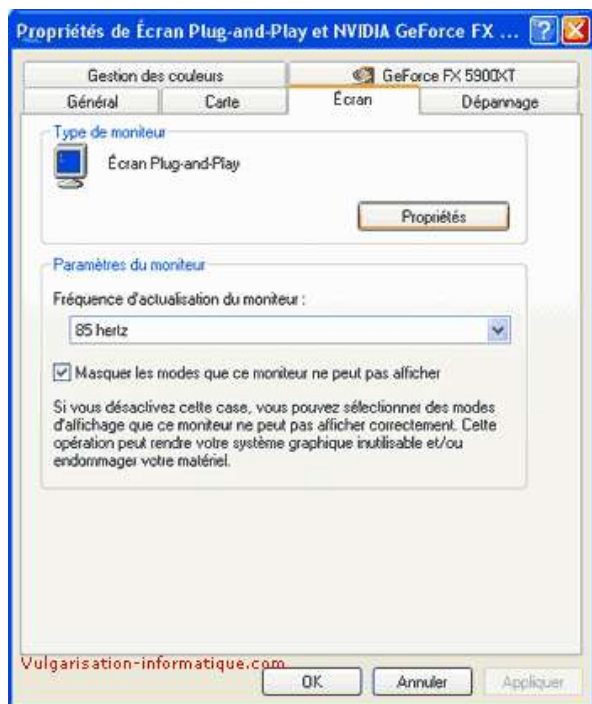 Propriétés de Écran Plug-and-Play et NVIDIA GeForce FX ...
Gestion des couleurs
GeForce FX 5900XT
Général
Carte
Écran
Dépannage
Type de moniteur
Écran Plug-and-Play
Propriétés
Paramètres du moniteur
Fréquence d'actualisation du moniteur :
85 hertz
Masquer les modes que ce moniteur ne peut pas afficher
Si vous désactivez cette case, vous pouvez sélectionner des modes
d'affichage que ce moniteur ne peut pas afficher correctement. Cette
opération peut rendre votre système graphique inutilisable et/ou
endommager votre matériel.
Vulgarisation-informatique.com
OK
Annuler
Appliquer